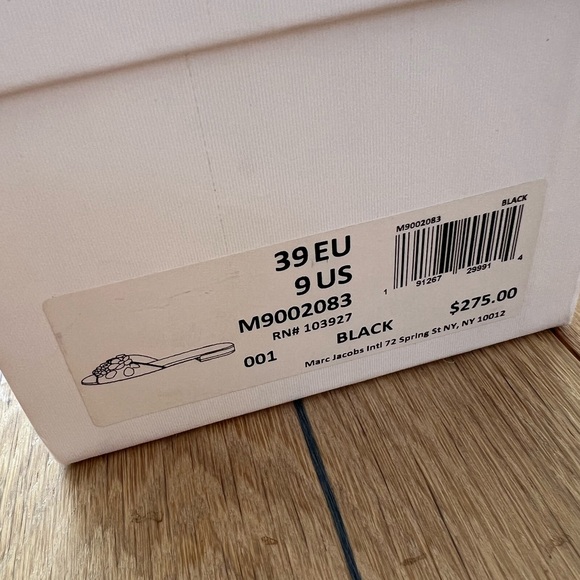 39 EU
9 US
M9002083
RN# 103927
001 BLACK
M9002083 BLACK
1 91267 29991 4
$275.00
Marc Jacobs Intl 72 Spring St NY, NY 10012